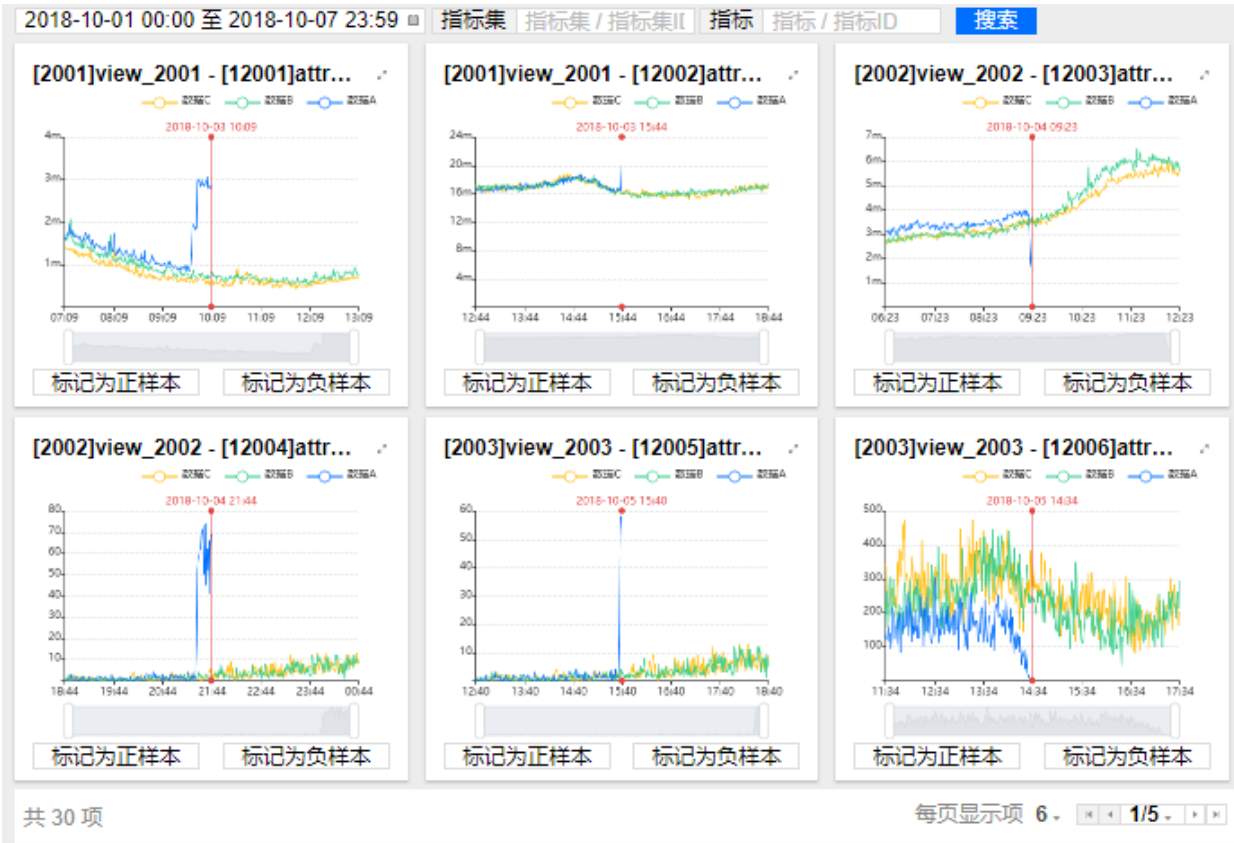 2018-10-01 00:00 至 2018-10-07 23:59 指标集 指标集 / 指标集II 指标 指标 / 指标ID 搜索
[2001]view_2001 - [12001]attr...
数据C 数据B 数据A
2018-10-03 10:09
4m
3m
2m
1m
07:09 08:09 09:09 10:09 11:09 12:09 13:09
标记为正样本 标记为负样本
[2001]view_2001 - [12002]attr...
数据C 数据B 数据A
2018-10-03 15:44
24m
20m
16m
12m
8m
4m
12:44 13:44 14:44 15:44 16:44 17:44 18:44
标记为正样本 标记为负样本
[2002]view_2002 - [12003]attr...
数据C 数据B 数据A
2018-10-04 09:23
7m
6m
5m
4m
3m
2m
1m
06:23 07:23 08:23 09:23 10:23 11:23 12:23
标记为正样本 标记为负样本
[2002]view_2002 - [12004]attr...
数据C 数据B 数据A
2018-10-04 21:44
80
70
60
50
40
30
20
10
18:44 19:44 20:44 21:44 22:44 23:44 00:44
标记为正样本 标记为负样本
[2003]view_2003 - [12005]attr...
数据C 数据B 数据A
2018-10-05 15:40
60
50
40
30
20
10
12:40 13:40 14:40 15:40 16:40 17:40 18:40
标记为正样本 标记为负样本
[2003]view_2003 - [12006]attr...
数据C 数据B 数据A
2018-10-05 14:34
500
400
300
200
100
11:34 12:34 13:34 14:34 15:34 16:34 17:34
标记为正样本 标记为负样本
共 30 项 每页显示项 6 1/5